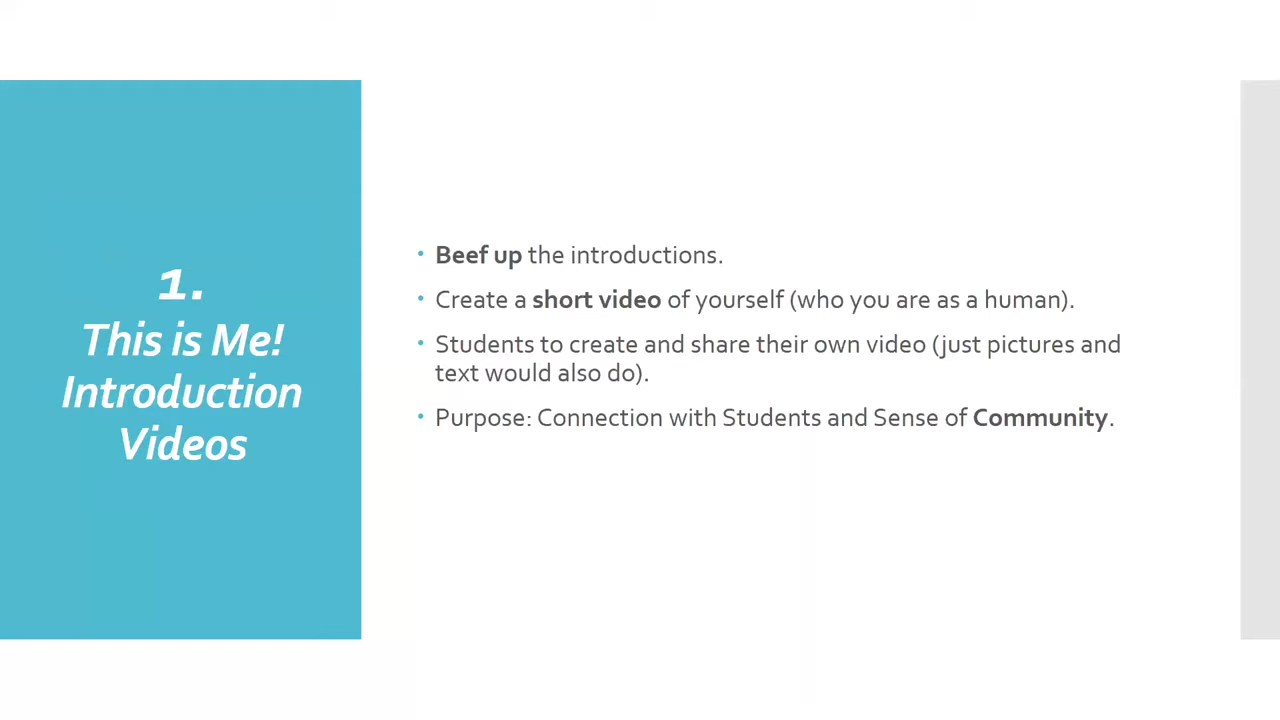 1.
This is Me!
Introduction
Videos
• Beef up the introductions.
• Create a short video of yourself (who you are as a human).
• Students to create and share their own video (just pictures and
text would also do).
• Purpose: Connection with Students and Sense of Community.